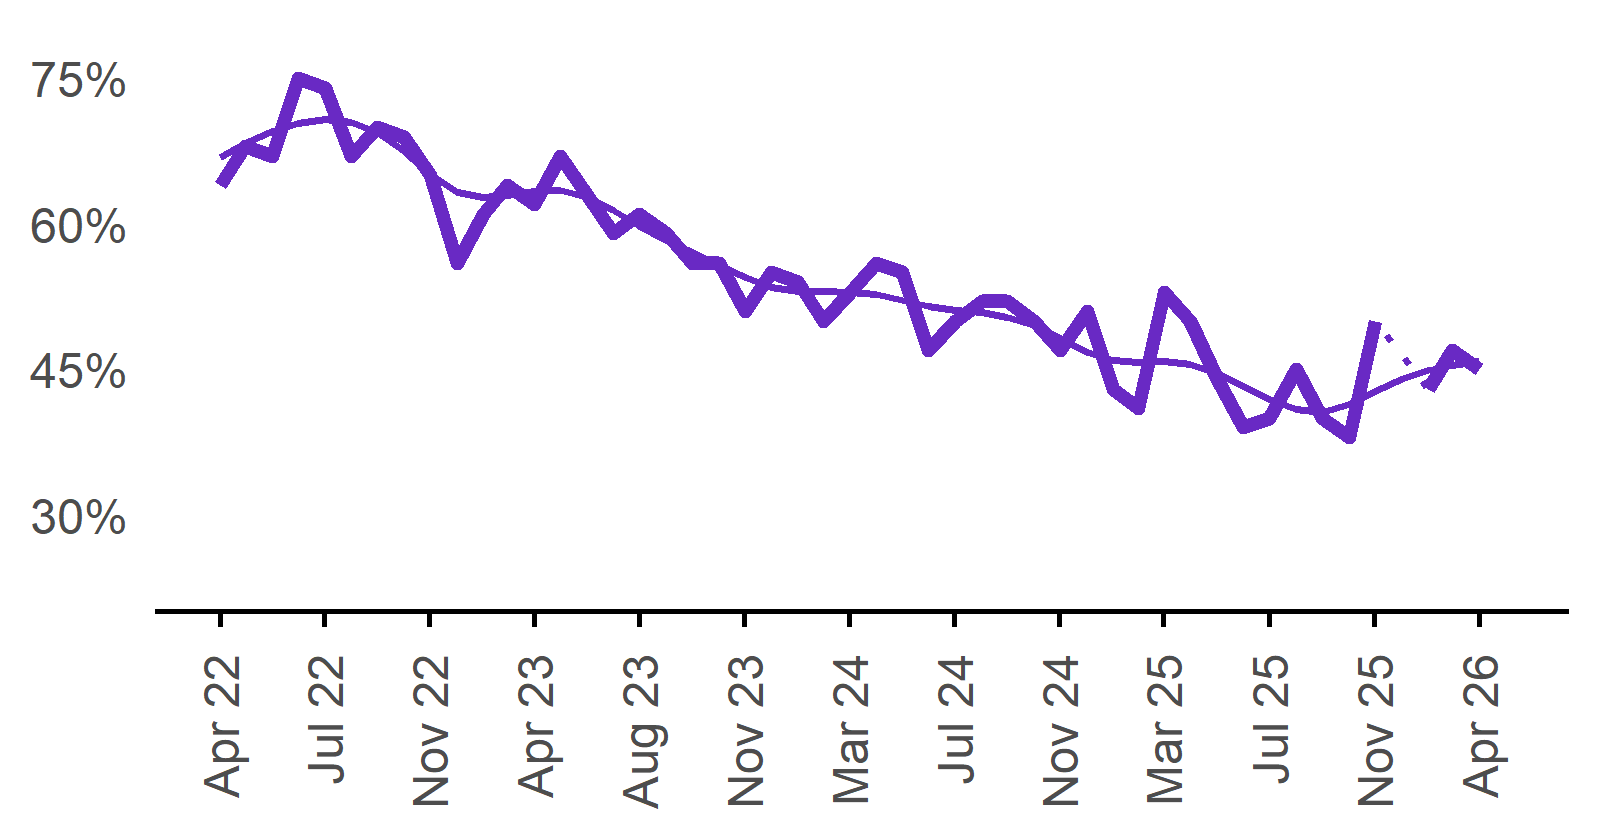 75%
60%
45%
30%
Apr 22
Jul 22
Nov 22
Apr 23
Aug 23
Nov 23
Mar 24
Jul 24
Nov 24
Mar 25
Jul 25
Nov 25
Apr 26